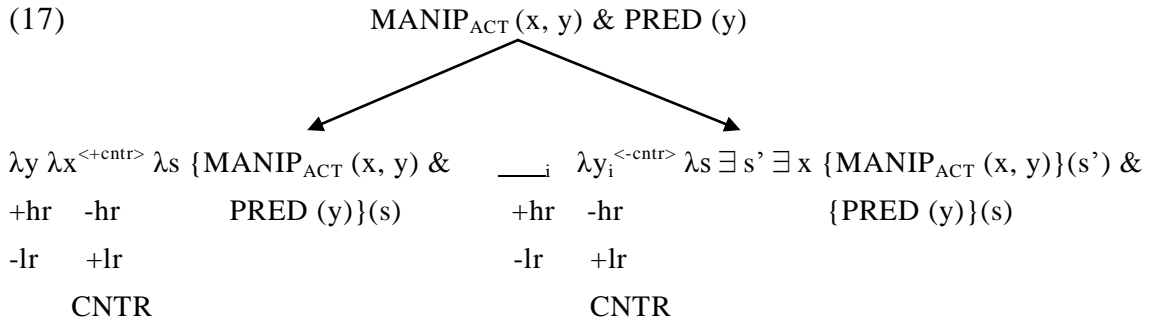 (17) MANIP_ACT (x, y) & PRED (y)
λy λx^<+cntr> λs {MANIP_ACT (x, y) & ___i λy_i^<-cntr> λs ∃ s’ ∃ x {MANIP_ACT (x, y)}(s’) &
+hr -hr PRED (y)}(s) +hr -hr {PRED (y)}(s)
-lr +lr -lr +lr
CNTR CNTR